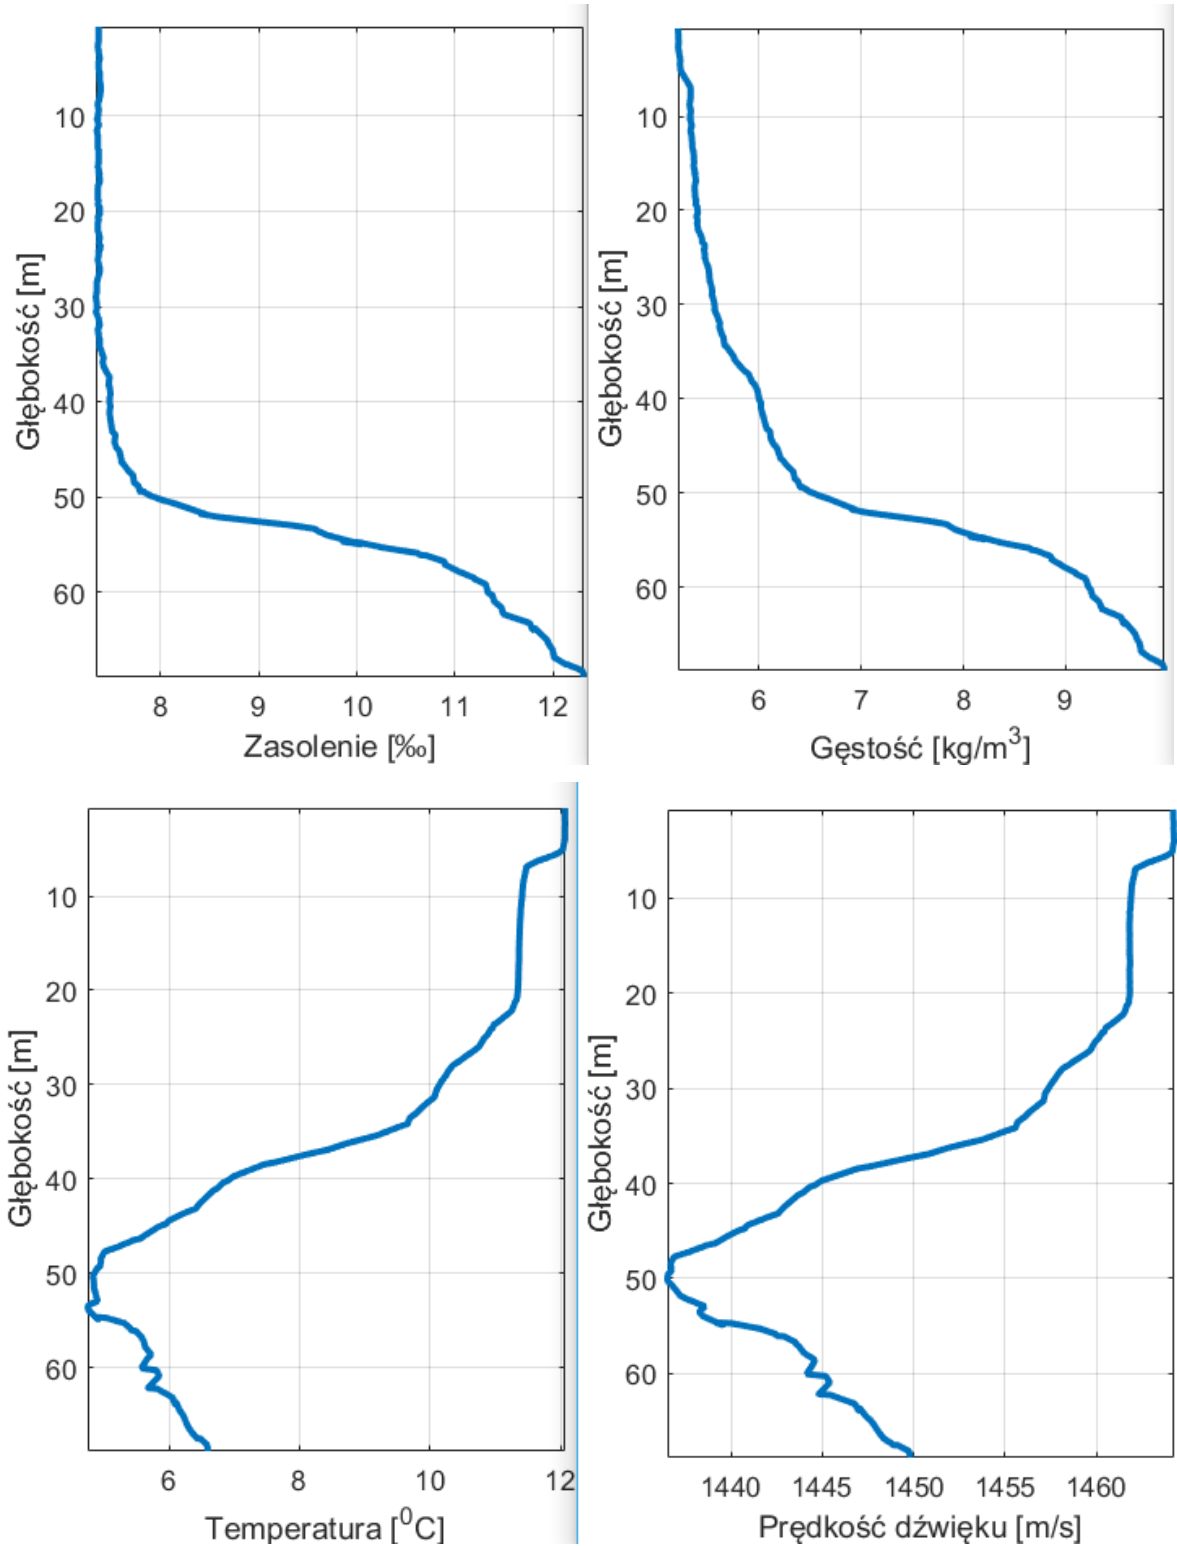 10
20
30
40
50
60
Głębokość [m]
8 9 10 11 12
Zasolenie [‰]
10
20
30
40
50
60
Głębokość [m]
6 7 8 9
Gęstość [kg/m³]
10
20
30
40
50
60
Głębokość [m]
6 8 10 12
Temperatura [⁰C]
10
20
30
40
50
60
Głębokość [m]
1440 1445 1450 1455 1460
Prędkość dźwięku [m/s]